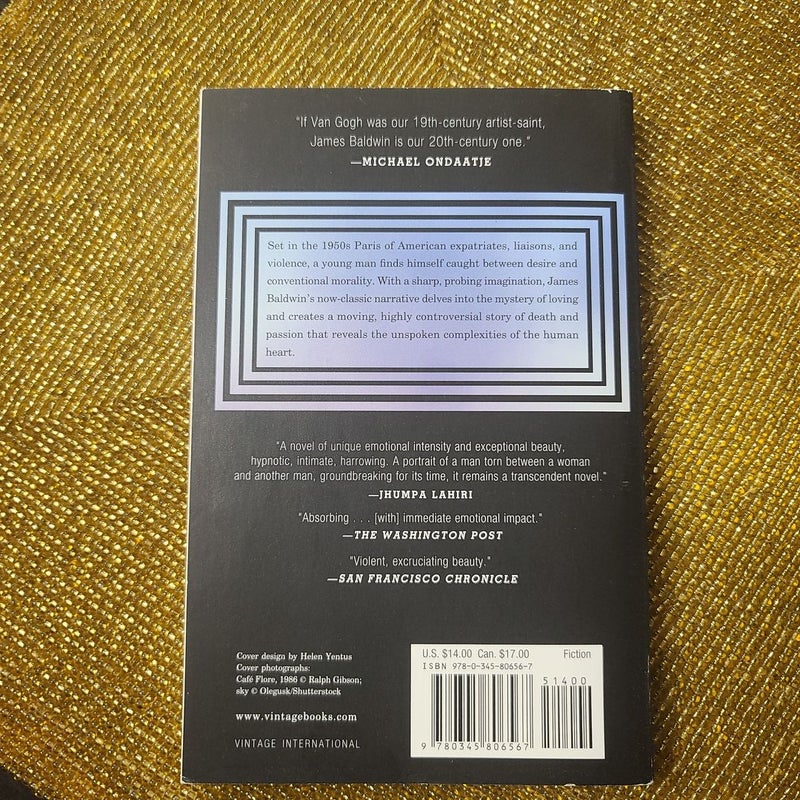 "If Van Gogh was our 19th-century artist-saint,
James Baldwin is our 20th-century one."
—MICHAEL ONDAATJE
Set in the 1950s Paris of American expatriates, liaisons, and
violence, a young man finds himself caught between desire and
conventional morality. With a sharp, probing imagination, James
Baldwin's now-classic narrative delves into the mystery of loving
and creates a moving, highly controversial story of death and
passion that reveals the unspoken complexities of the human
heart.
"A novel of unique emotional intensity and exceptional beauty,
hypnotic, intimate, harrowing. A portrait of a man torn between a woman
and another man, groundbreaking for its time, it remains a transcendent novel."
—JHUMPA LAHIRI
"Absorbing . . . [with] immediate emotional impact."
—THE WASHINGTON POST
"Violent, excruciating beauty."
—SAN FRANCISCO CHRONICLE
Cover design by Helen Yentus
Cover photographs:
Café Flore, 1986 © Ralph Gibson;
sky © Olegusk/Shutterstock
www.vintagebooks.com
VINTAGE INTERNATIONAL
U.S. $14.00 Can. $17.00 Fiction
ISBN 978-0-345-80656-7
51400
9 780345 806567